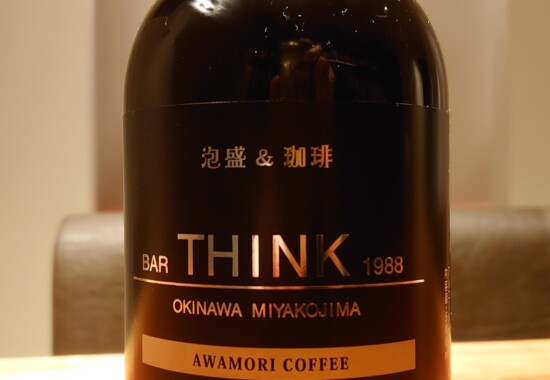 泡盛 & 珈琲
BAR THINK 1988
OKINAWA MIYAKOJIMA
AWAMORI COFFEE